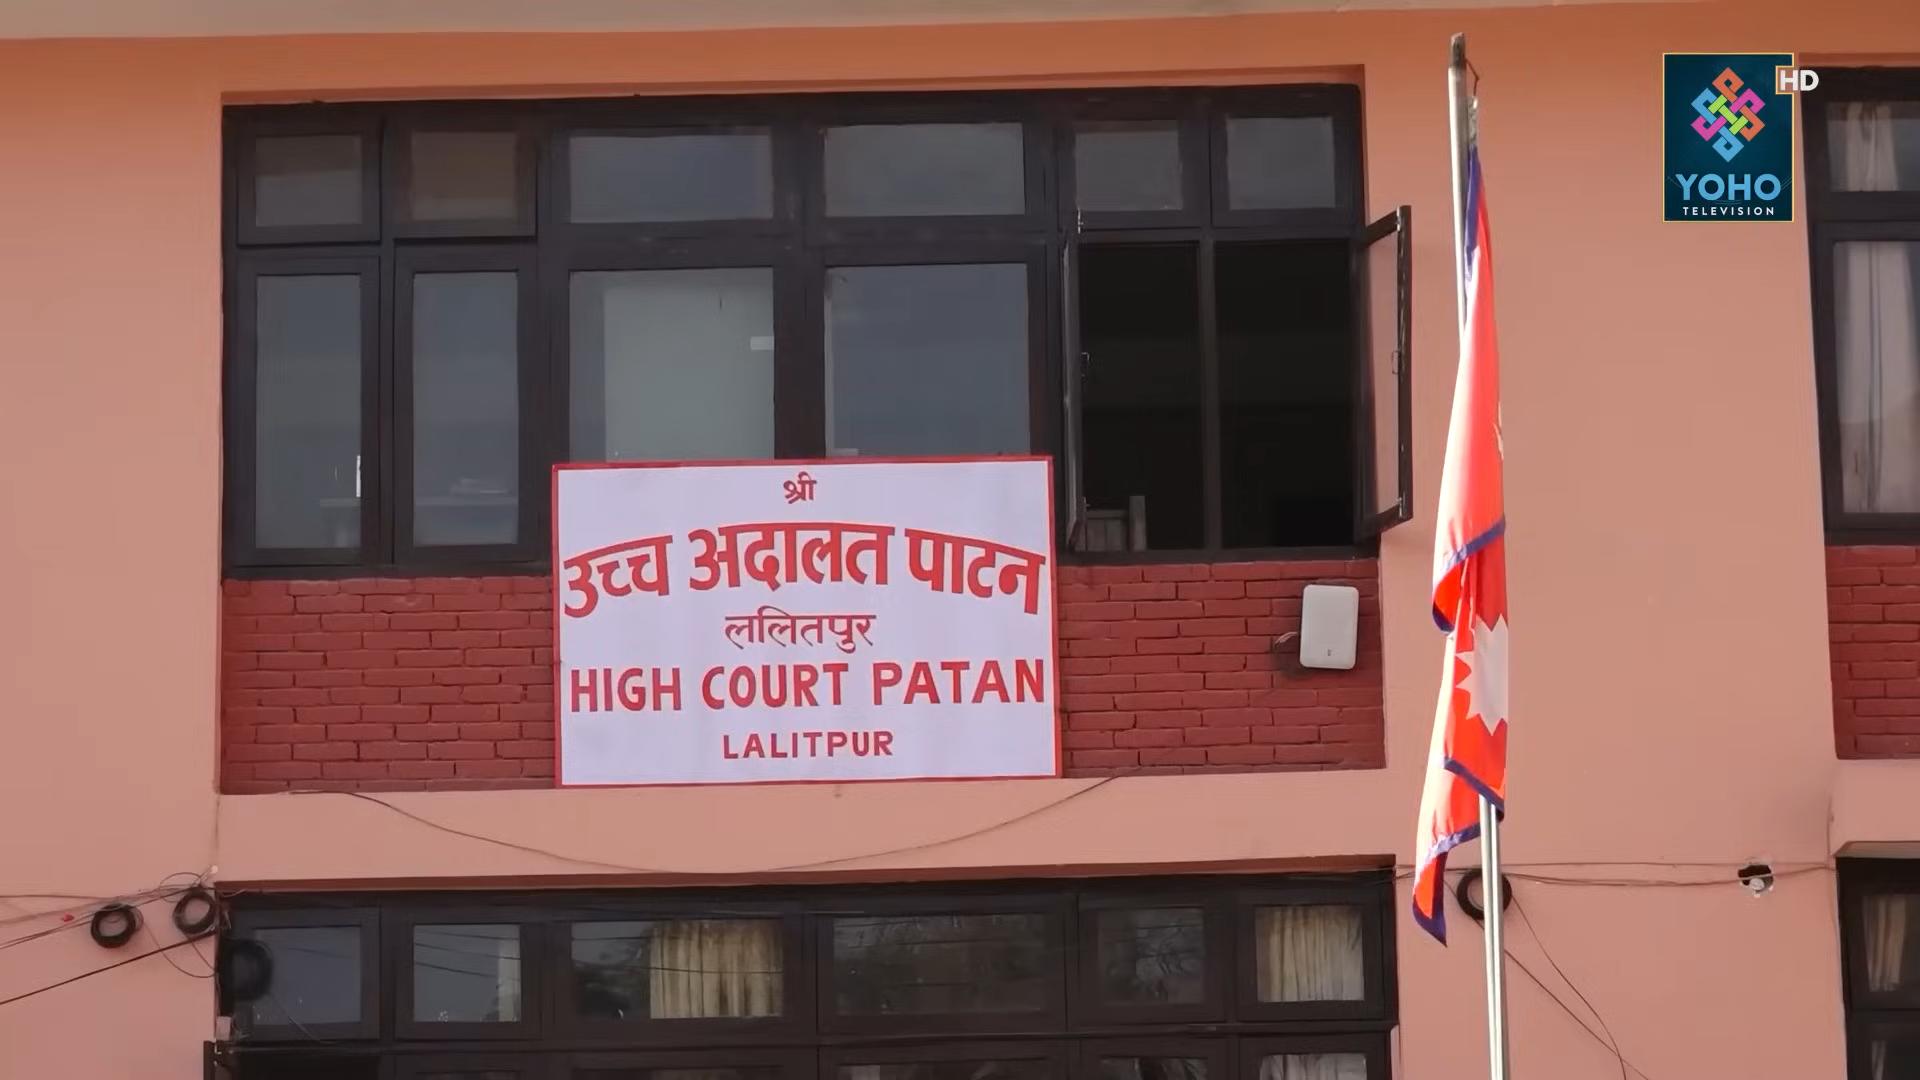 HD
YOHO
TELEVISION
श्री
उच्च अदालत पाटन
ललितपुर
HIGH COURT PATAN
LALITPUR